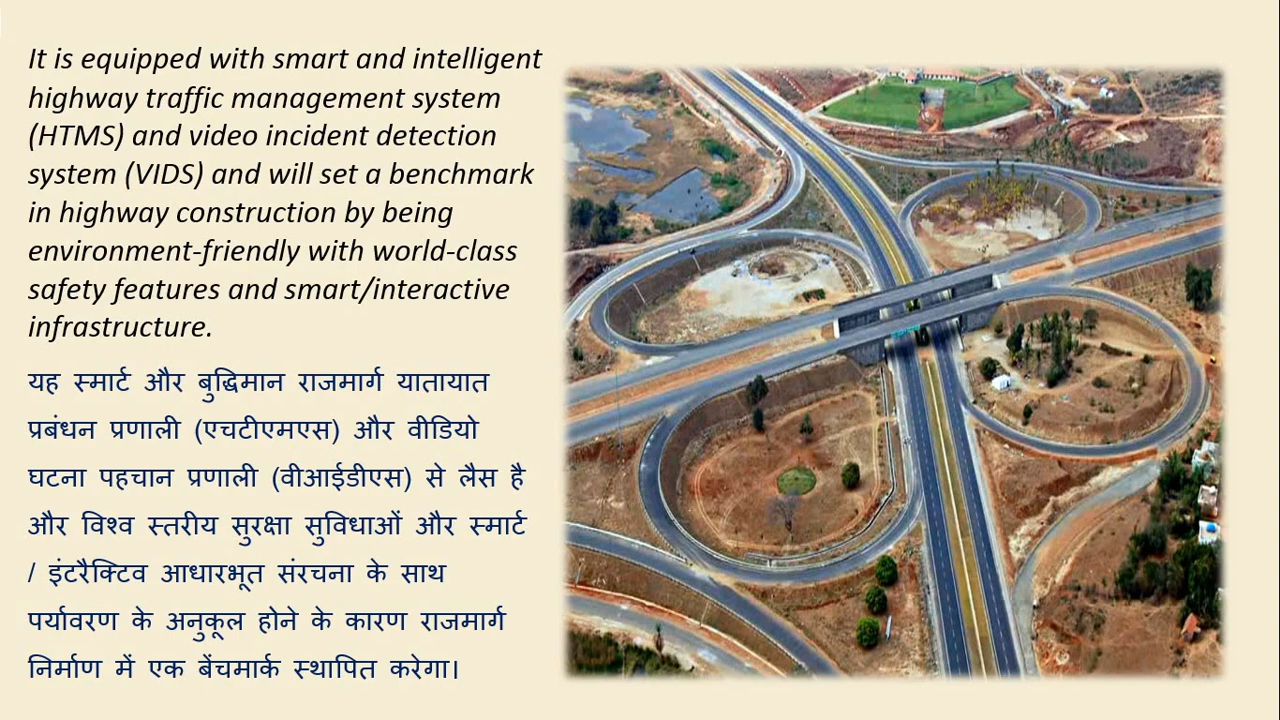 It is equipped with smart and intelligent
highway traffic management system
(HTMS) and video incident detection
system (VIDS) and will set a benchmark
in highway construction by being
environment-friendly with world-class
safety features and smart/interactive
infrastructure.
यह स्मार्ट और बुद्धिमान राजमार्ग यातायात
प्रबंधन प्रणाली (एचटीएमएस) और वीडियो
घटना पहचान प्रणाली (वीआईडीएस) से लैस है
और विश्व स्तरीय सुरक्षा सुविधाओं और स्मार्ट
/ इंटरैक्टिव आधारभूत संरचना के साथ
पर्यावरण के अनुकूल होने के कारण राजमार्ग
निर्माण में एक बेंचमार्क स्थापित करेगा।